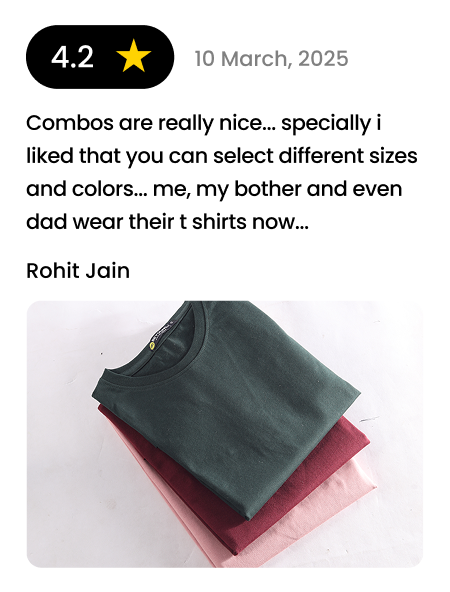 4.2
10 March, 2025
Combos are really nice... specially i
liked that you can select different sizes
and colors... me, my bother and even
dad wear their t shirts now...
Rohit Jain